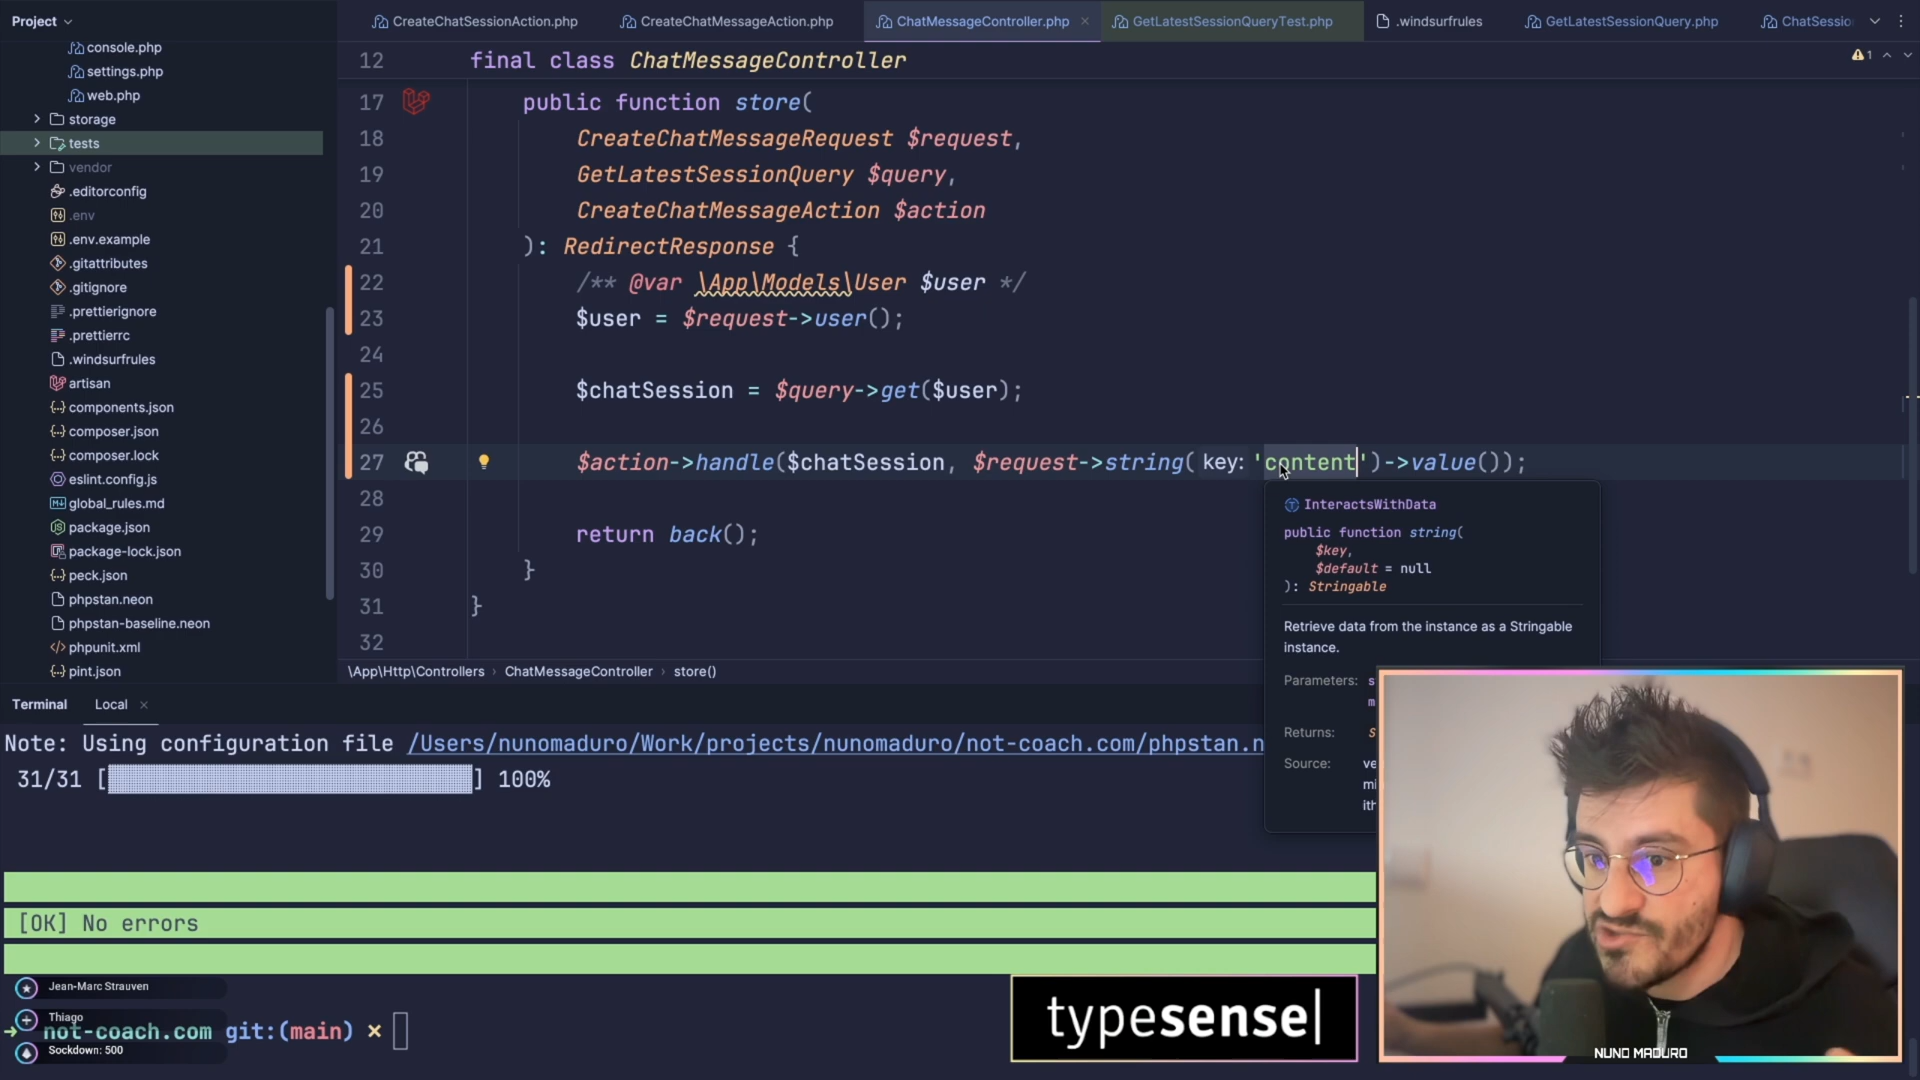 Project
CreateChatSessionAction.php
CreateChatMessageAction.php
ChatMessageController.php
GetLatestSessionQueryTest.php
.windsurfrules
GetLatestSessionQuery.php
ChatSessio
console.php
settings.php
web.php
storage
tests
vendor
.editorconfig
.env
.env.example
.gitattributes
.gitignore
.prettierignore
.prettierrc
.windsurfrules
artisan
components.json
composer.json
composer.lock
eslint.config.js
global_rules.md
package.json
package-lock.json
peck.json
phpstan.neon
phpstan-baseline.neon
phpunit.xml
pint.json
12 final class ChatMessageController
1
17 public function store(
18 CreateChatMessageRequest $request,
19 GetLatestSessionQuery $query,
20 CreateChatMessageAction $action
21 ): RedirectResponse {
22 /** @var \App\Models\User $user */
23 $user = $request->user();
24
25 $chatSession = $query->get($user);
26
27 $action->handle($chatSession, $request->string( key: 'content')->value());
28
29 return back();
30 }
31 }
32
InteractsWithData
public function string(
$key,
$default = null
): Stringable
Retrieve data from the instance as a Stringable
instance.
Parameters: s
m
Returns: S
Source: ve
mi
ith
\App\Http\Controllers › ChatMessageController › store()
Terminal Local
Note: Using configuration file /Users/nunomaduro/Work/projects/nunomaduro/not-coach.com/phpstan.n
31/31 [ ] 100%
[OK] No errors
Jean-Marc Strauven
Thiago
not-coach.com git:(main) ×
Sockdown: 500
typesense|
NUNO MADURO